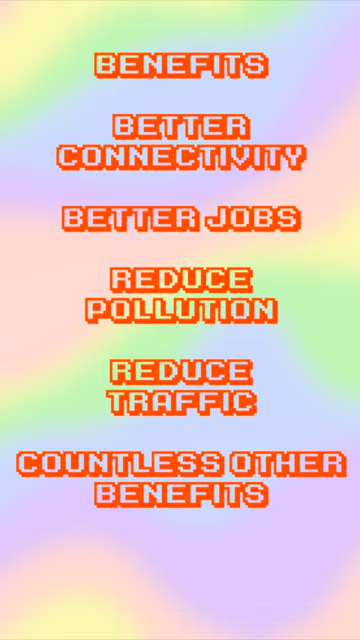 BENEFITS
BETTER
CONNECTIVITY
BETTER JOBS
REDUCE
POLLUTION
REDUCE
TRAFFIC
COUNTLESS OTHER
BENEFITS